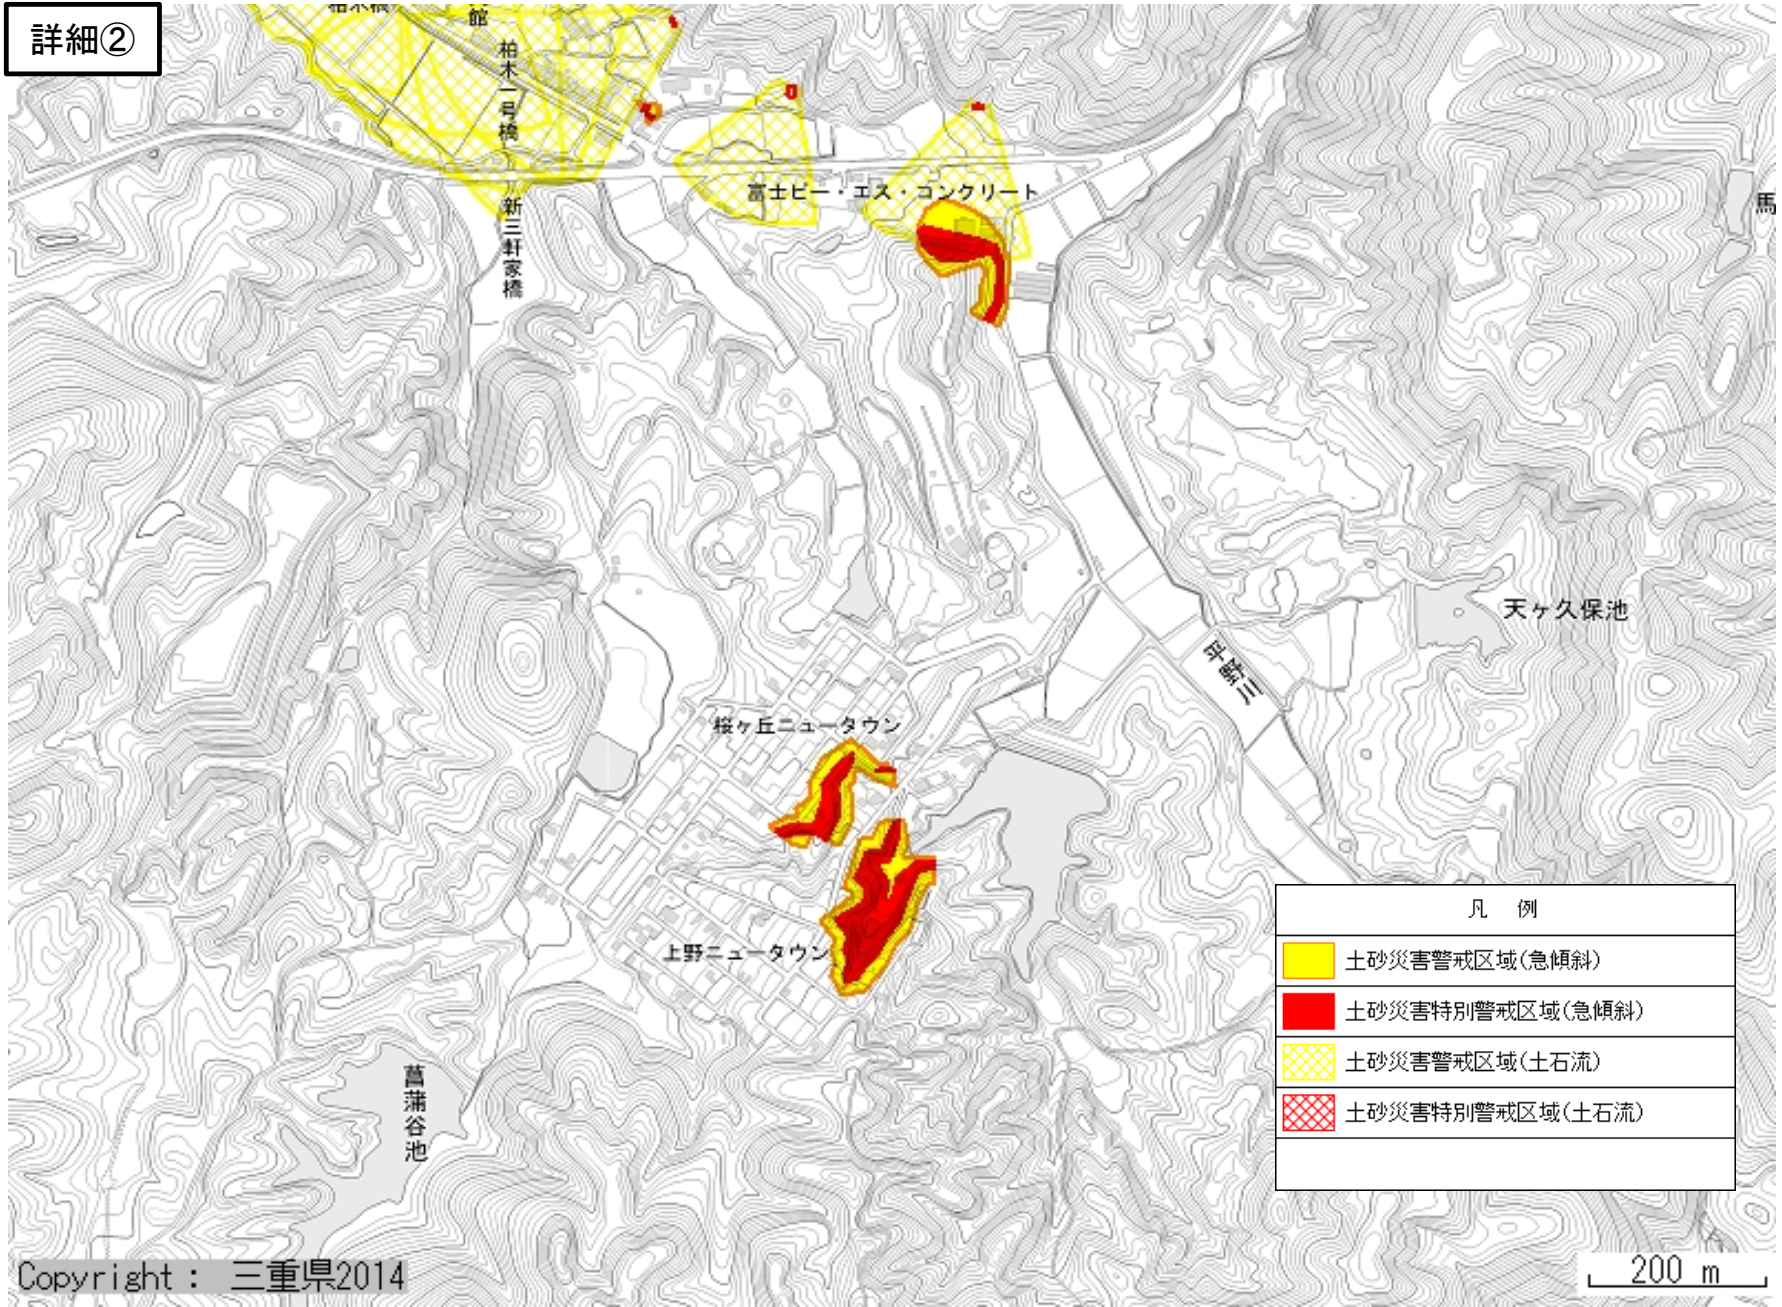 詳細②
館
柏木一号橋
新三軒家橋
富士ピー・エス・コンクリート
馬
天ヶ久保池
平野川
桜ヶ丘ニュータウン
上野ニュータウン
菖蒲谷池
凡 例
土砂災害警戒区域(急傾斜)
土砂災害特別警戒区域(急傾斜)
土砂災害警戒区域(土石流)
土砂災害特別警戒区域(土石流)
Copyright : 三重県2014
200 m